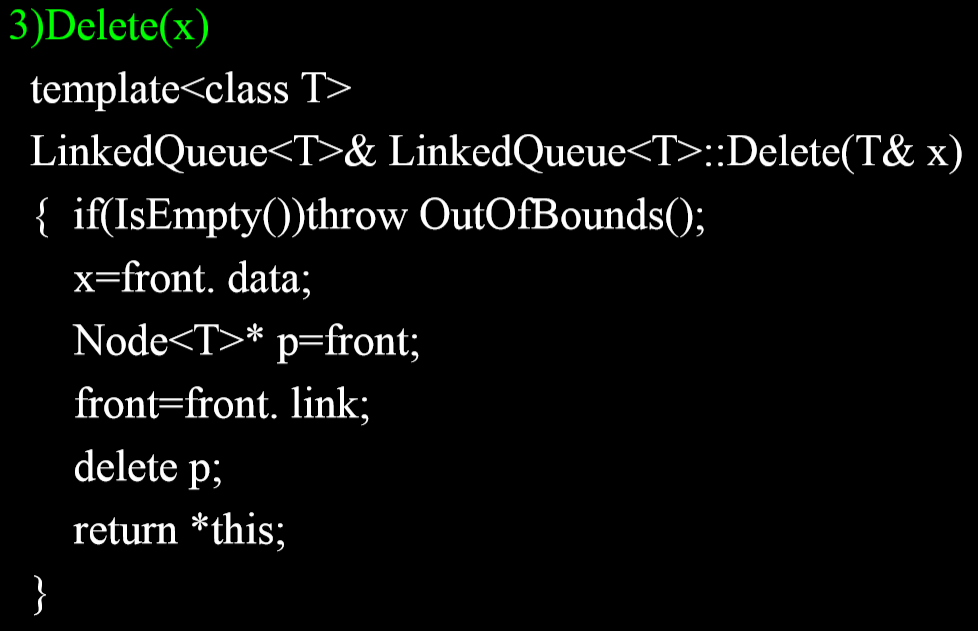 3)Delete(x)
template<class T>
LinkedQueue<T>& LinkedQueue<T>::Delete(T& x)
{ if(IsEmpty())throw OutOfBounds();
x=front. data;
Node<T>* p=front;
front=front. link;
delete p;
return *this;
}